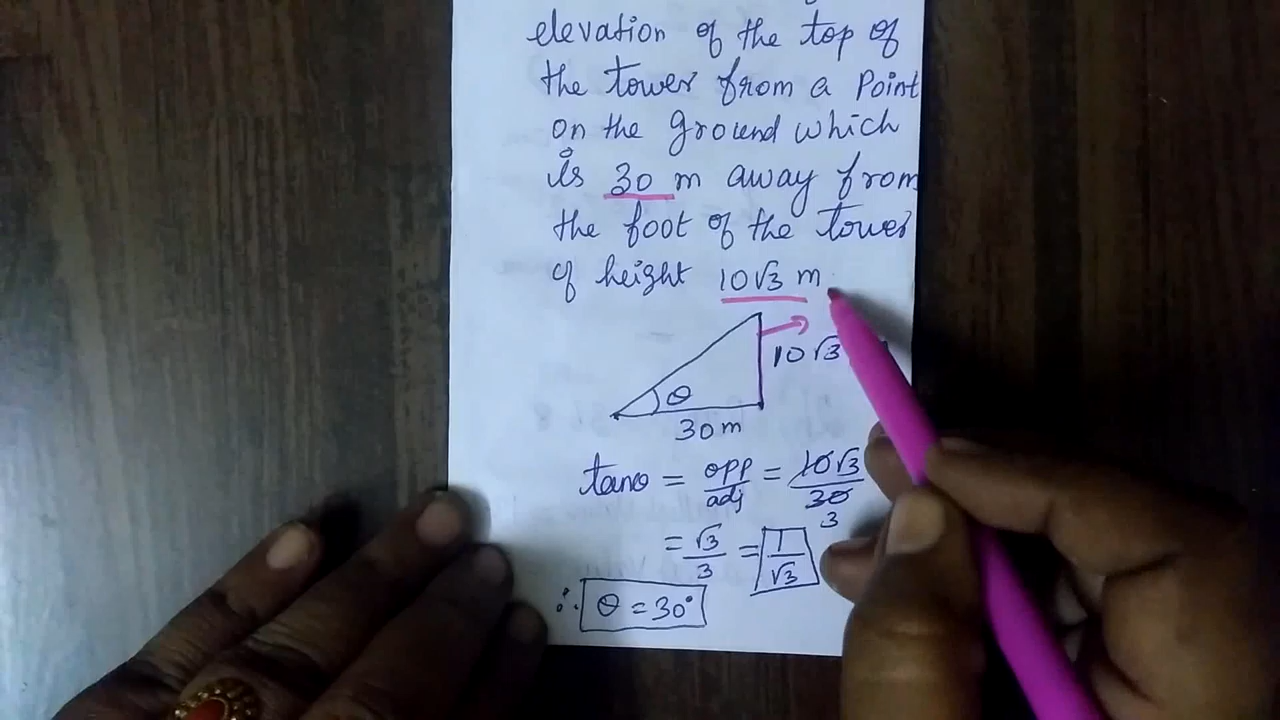 elevation of the top of
the tower from a point
on the ground which
is 30 m away from
the foot of the tower
of height 10√3 m
10√3
θ
30 m
tanθ = opp/adj = 10√3/30
3
= √3/3 = 1/√3
∴ θ = 30°